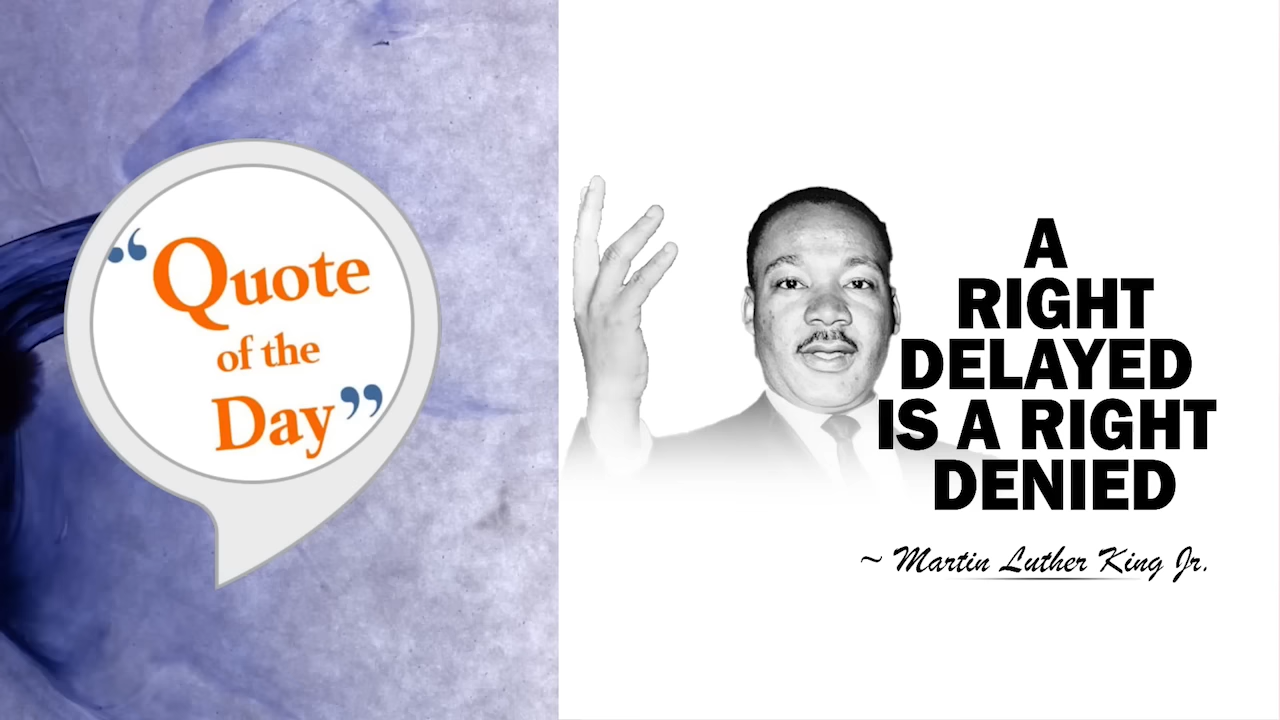 “Quote
of the
Day”
A
RIGHT
DELAYED
IS A RIGHT
DENIED
~ Martin Luther King Jr.